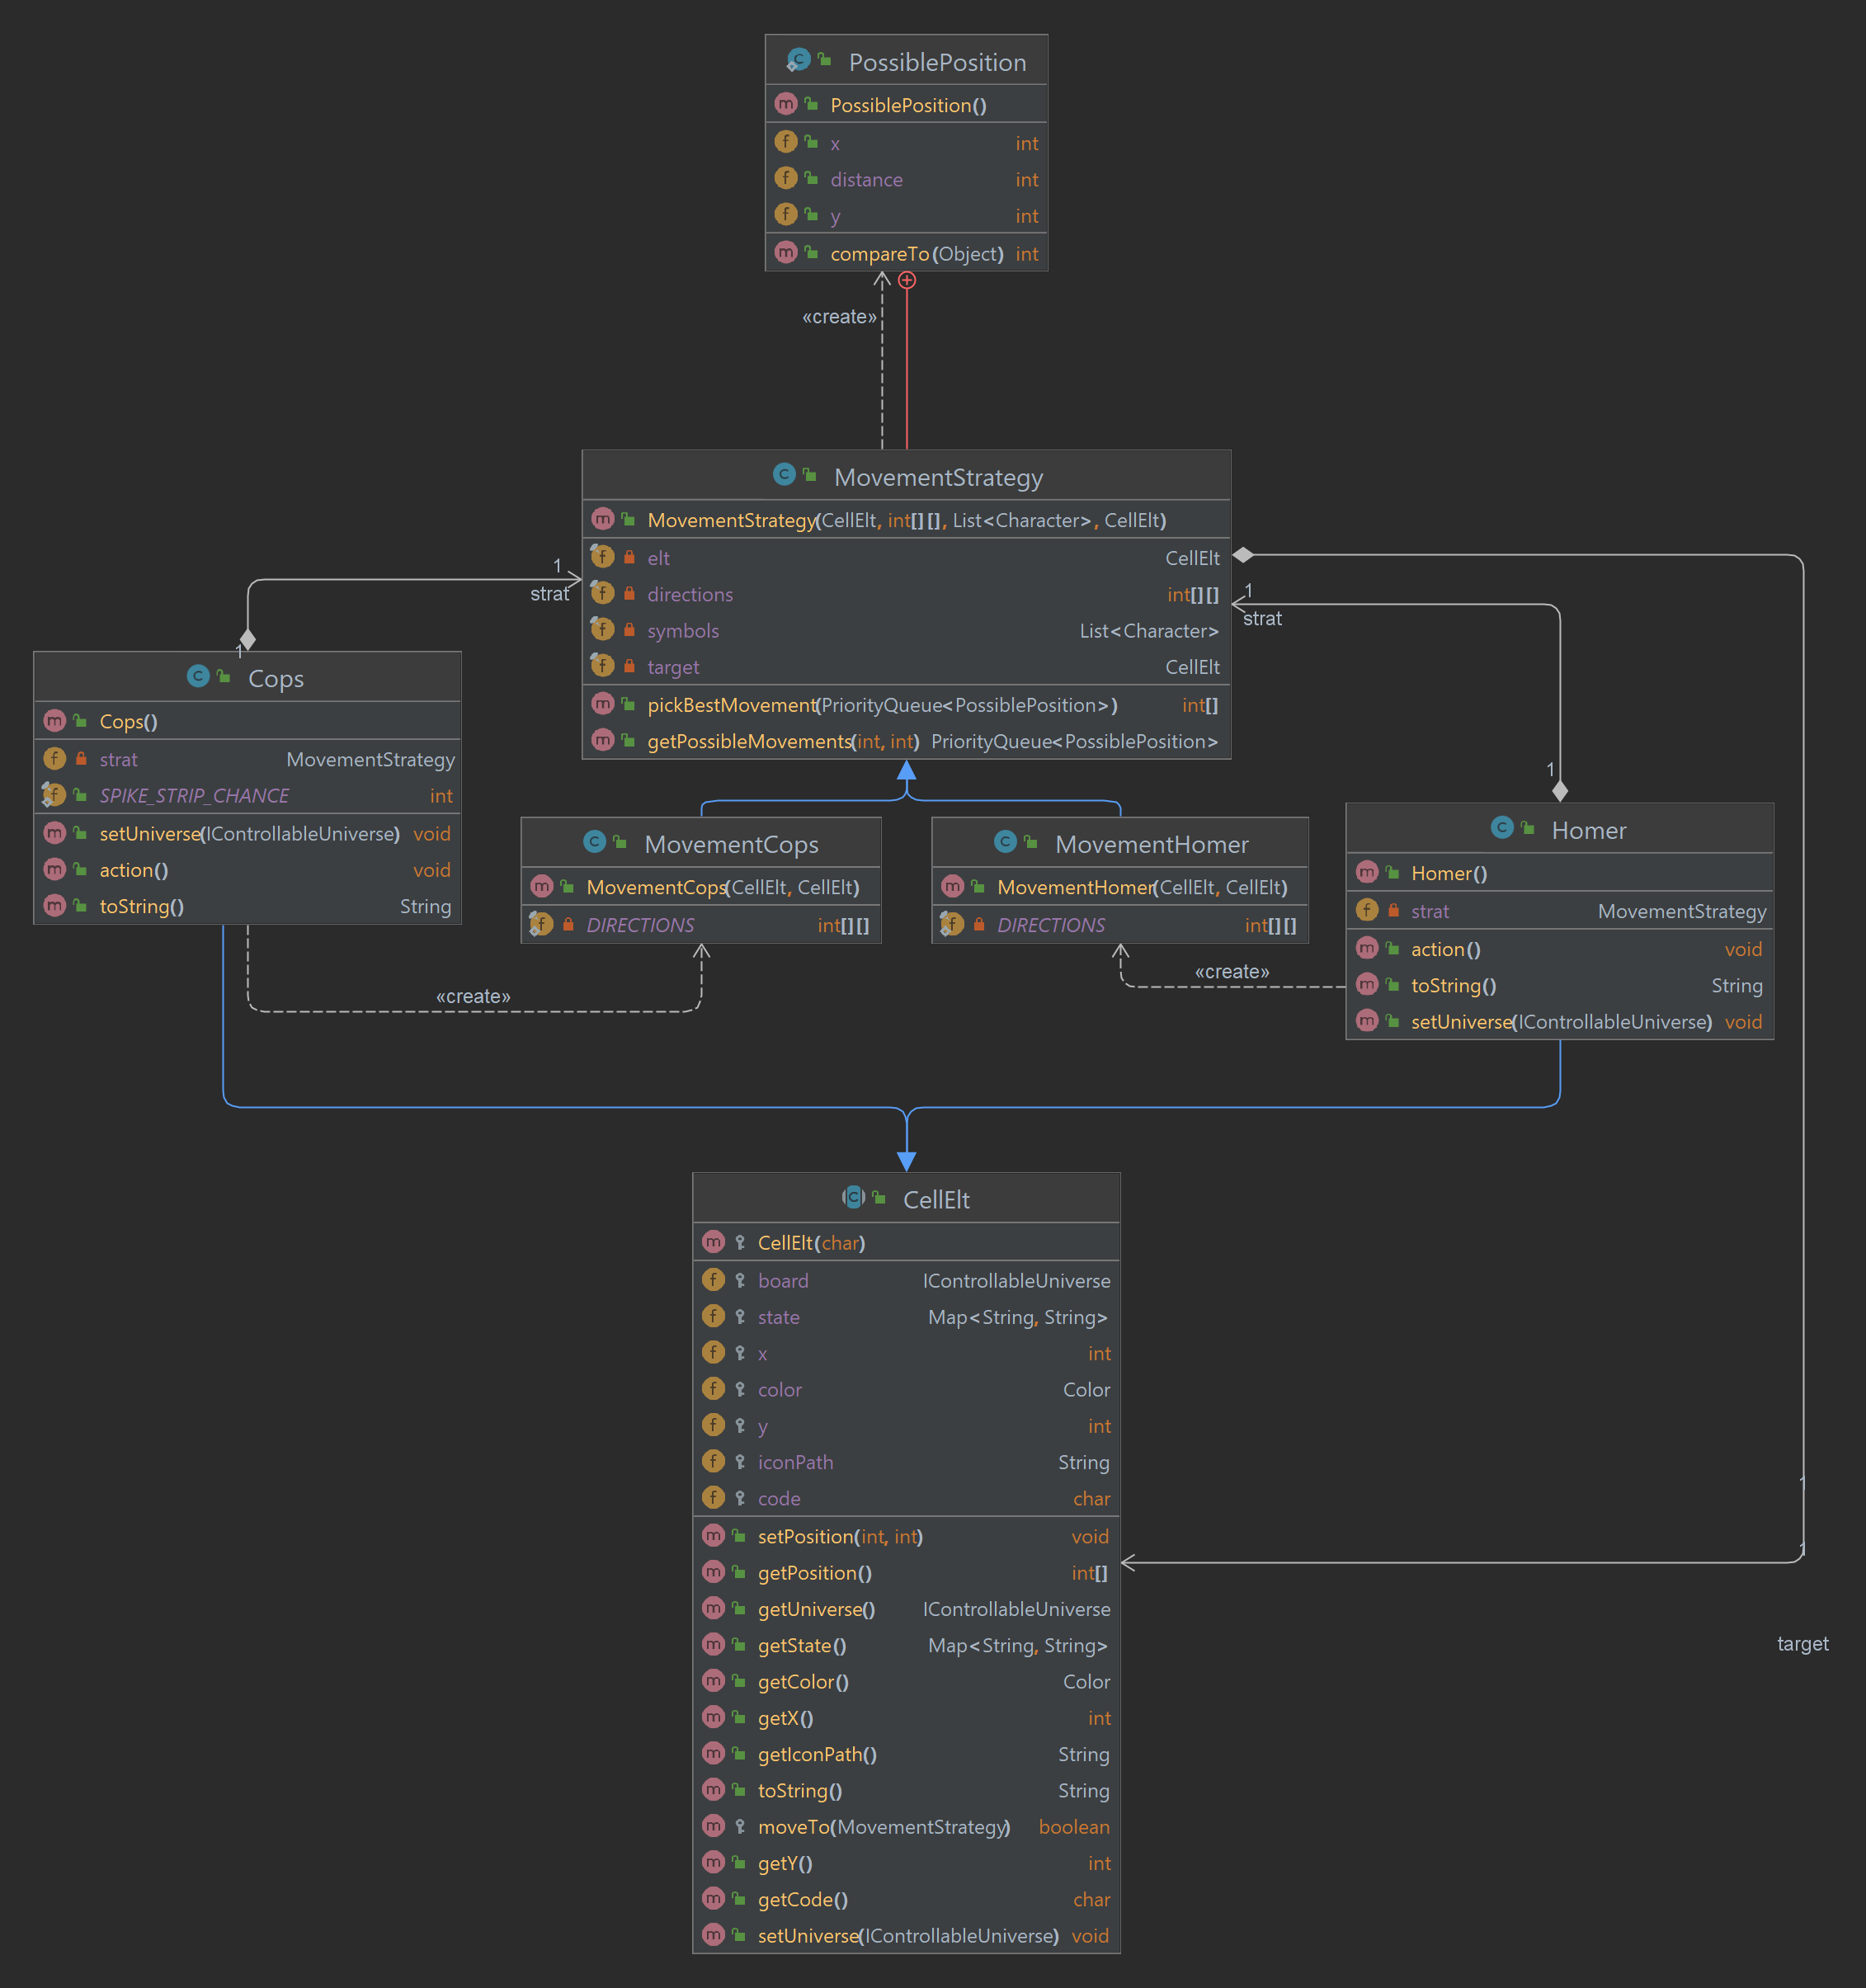 PossiblePosition
PossiblePosition()
x int
distance int
y int
compareTo(Object) int
«create»
MovementStrategy
MovementStrategy(CellElt, int[][], List<Character>, CellElt)
elt CellElt
directions int[][]
symbols List<Character>
target CellElt
pickBestMovement(PriorityQueue<PossiblePosition>) int[]
getPossibleMovements(int, int) PriorityQueue<PossiblePosition>
1
strat
1
1
strat
1
Cops
Cops()
strat MovementStrategy
SPIKE_STRIP_CHANCE int
setUniverse(IControllableUniverse) void
action() void
toString() String
MovementCops
MovementCops(CellElt, CellElt)
DIRECTIONS int[][]
MovementHomer
MovementHomer(CellElt, CellElt)
DIRECTIONS int[][]
Homer
Homer()
strat MovementStrategy
action() void
toString() String
setUniverse(IControllableUniverse) void
«create»
«create»
CellElt
CellElt(char)
board IControllableUniverse
state Map<String, String>
x int
color Color
y int
iconPath String
code char
setPosition(int, int) void
getPosition() int[]
getUniverse() IControllableUniverse
getState() Map<String, String>
getColor() Color
getX() int
getIconPath() String
toString() String
moveTo(MovementStrategy) boolean
getY() int
getCode() char
setUniverse(IControllableUniverse) void
1
1
target